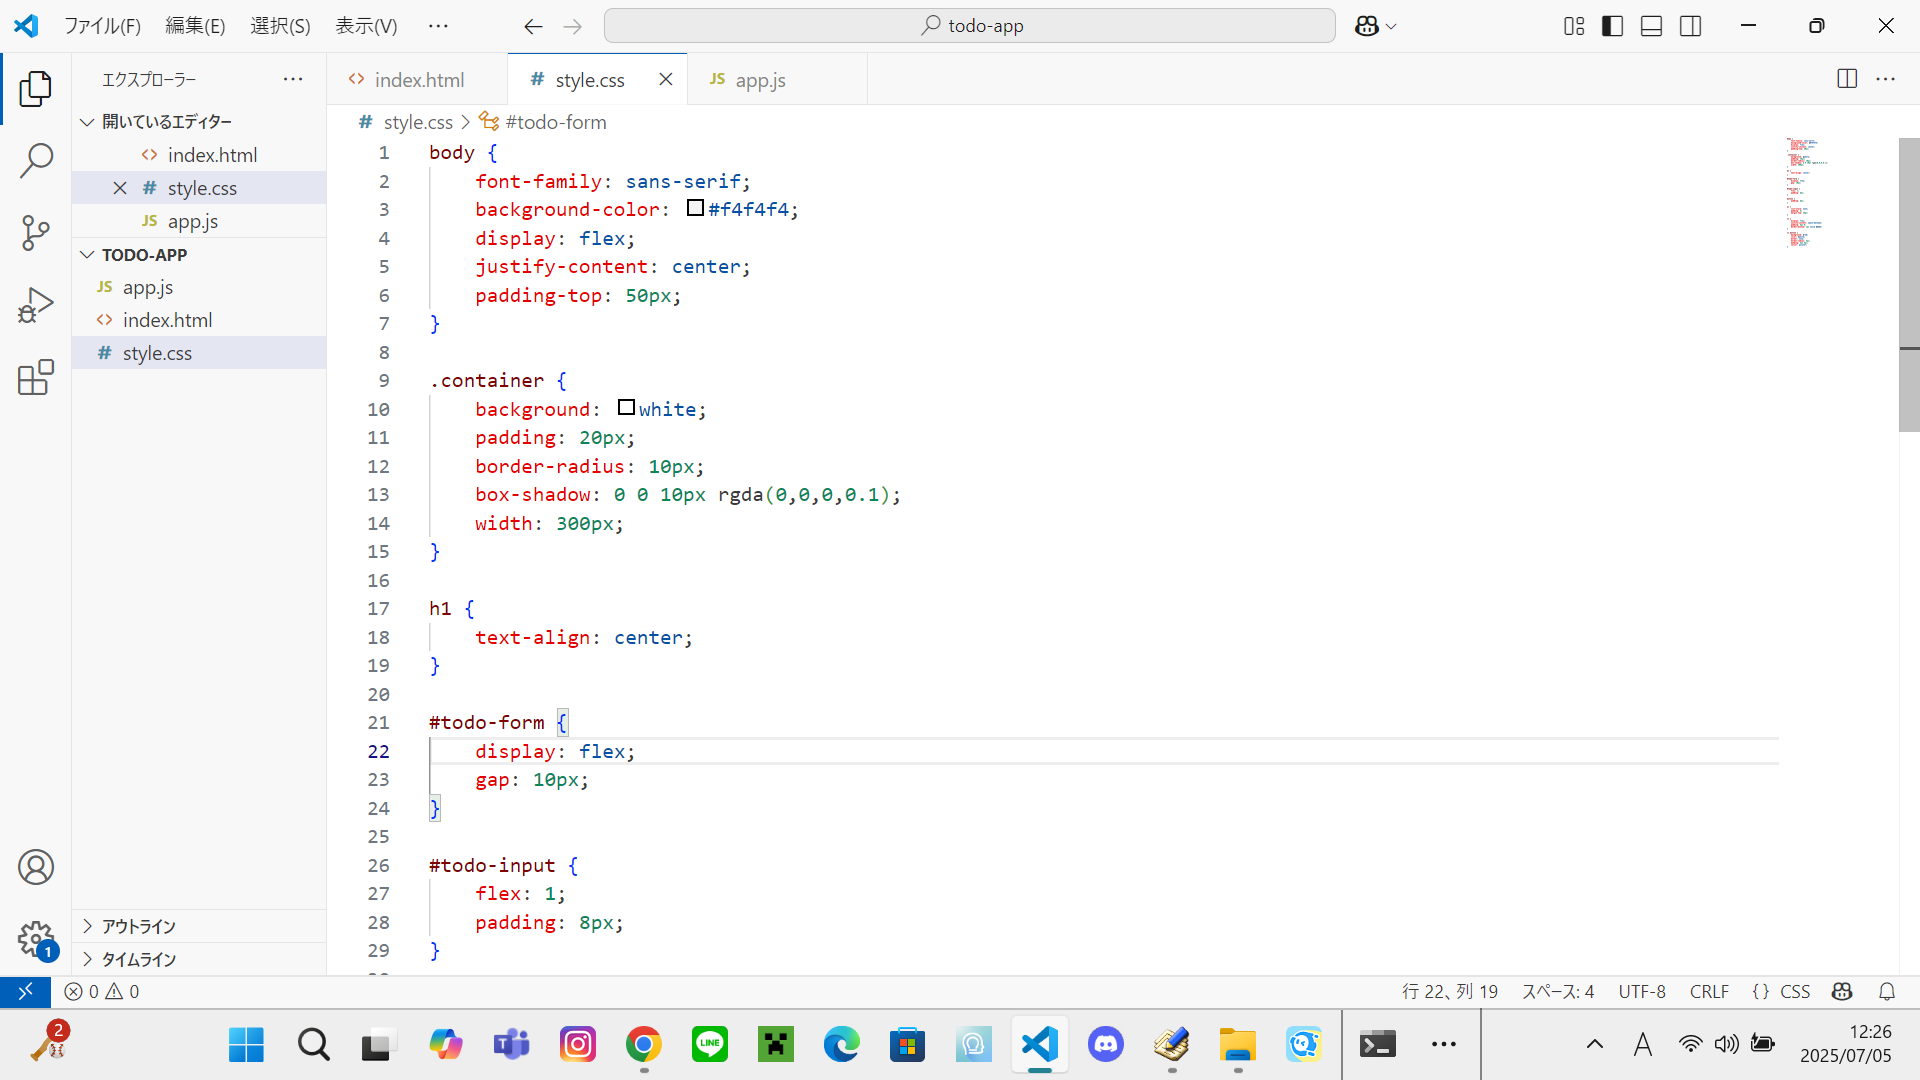 ファイル(F) 編集(E) 選択(S) 表示(V) ··· todo-app
エクスプローラー ···
開いているエディター
index.html
style.css
JS app.js
TODO-APP
JS app.js
index.html
# style.css
アウトライン
タイムライン
index.html # style.css JS app.js
# style.css > #todo-form
1 body {
2 font-family: sans-serif;
3 background-color: #f4f4f4;
4 display: flex;
5 justify-content: center;
6 padding-top: 50px;
7 }
8
9 .container {
10 background: white;
11 padding: 20px;
12 border-radius: 10px;
13 box-shadow: 0 0 10px rgda(0,0,0,0.1);
14 width: 300px;
15 }
16
17 h1 {
18 text-align: center;
19 }
20
21 #todo-form {
22 display: flex;
23 gap: 10px;
24 }
25
26 #todo-input {
27 flex: 1;
28 padding: 8px;
29 }
1
0 0 行 22、列 19 スペース: 4 UTF-8 CRLF {} CSS
2 LINE A 12:26
2025/07/05